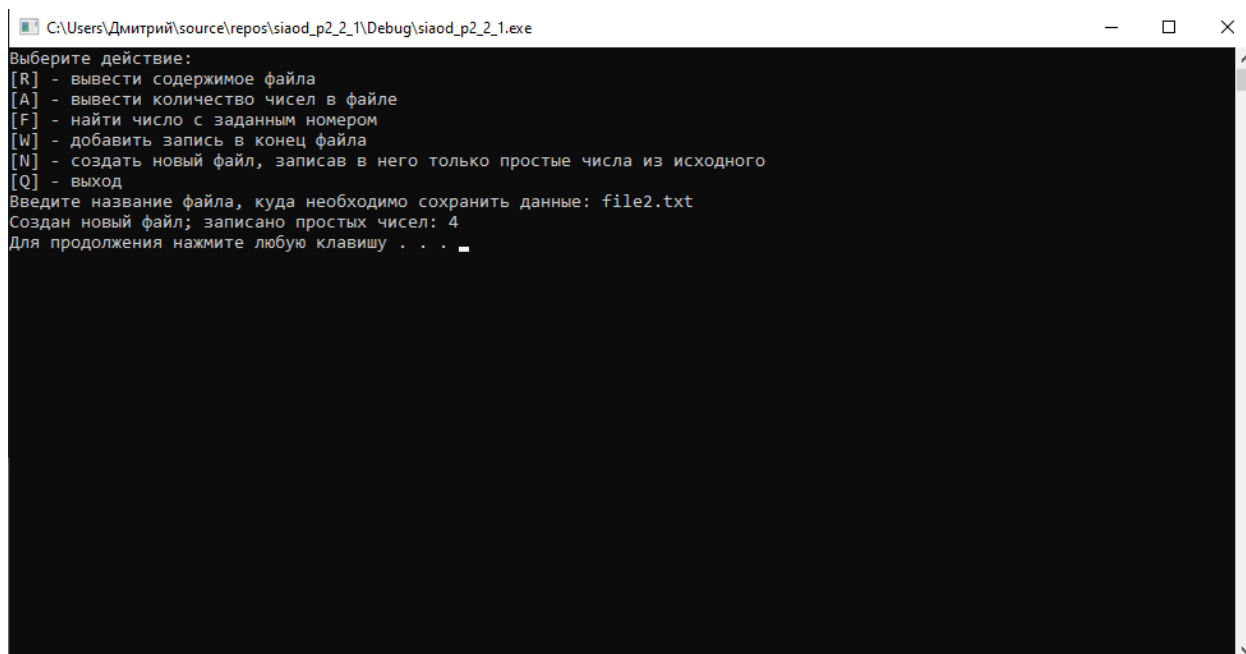 C:\Users\Дмитрий\source\repos\siaod_p2_2_1\Debug\siaod_p2_2_1.exe
Выберите действие:
[R] - вывести содержимое файла
[A] - вывести количество чисел в файле
[F] - найти число с заданным номером
[W] - добавить запись в конец файла
[N] - создать новый файл, записав в него только простые числа из исходного
[Q] - выход
Введите название файла, куда необходимо сохранить данные: file2.txt
Создан новый файл; записано простых чисел: 4
Для продолжения нажмите любую клавишу . . .